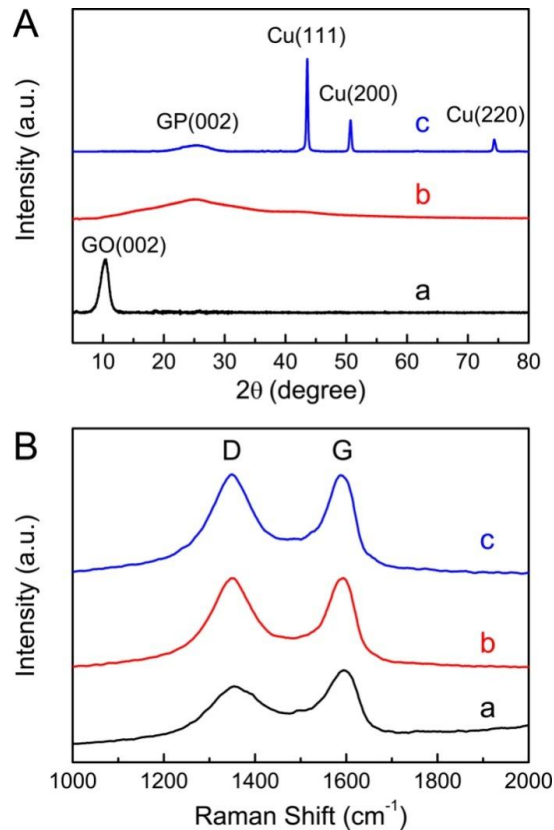 A
Intensity (a.u.)
Cu(111)
Cu(200)
Cu(220)
GP(002)
c
b
GO(002)
a
10 20 30 40 50 60 70 80
2θ (degree)
B
Intensity (a.u.)
D G
c
b
a
1000 1200 1400 1600 1800 2000
Raman Shift (cm⁻¹)